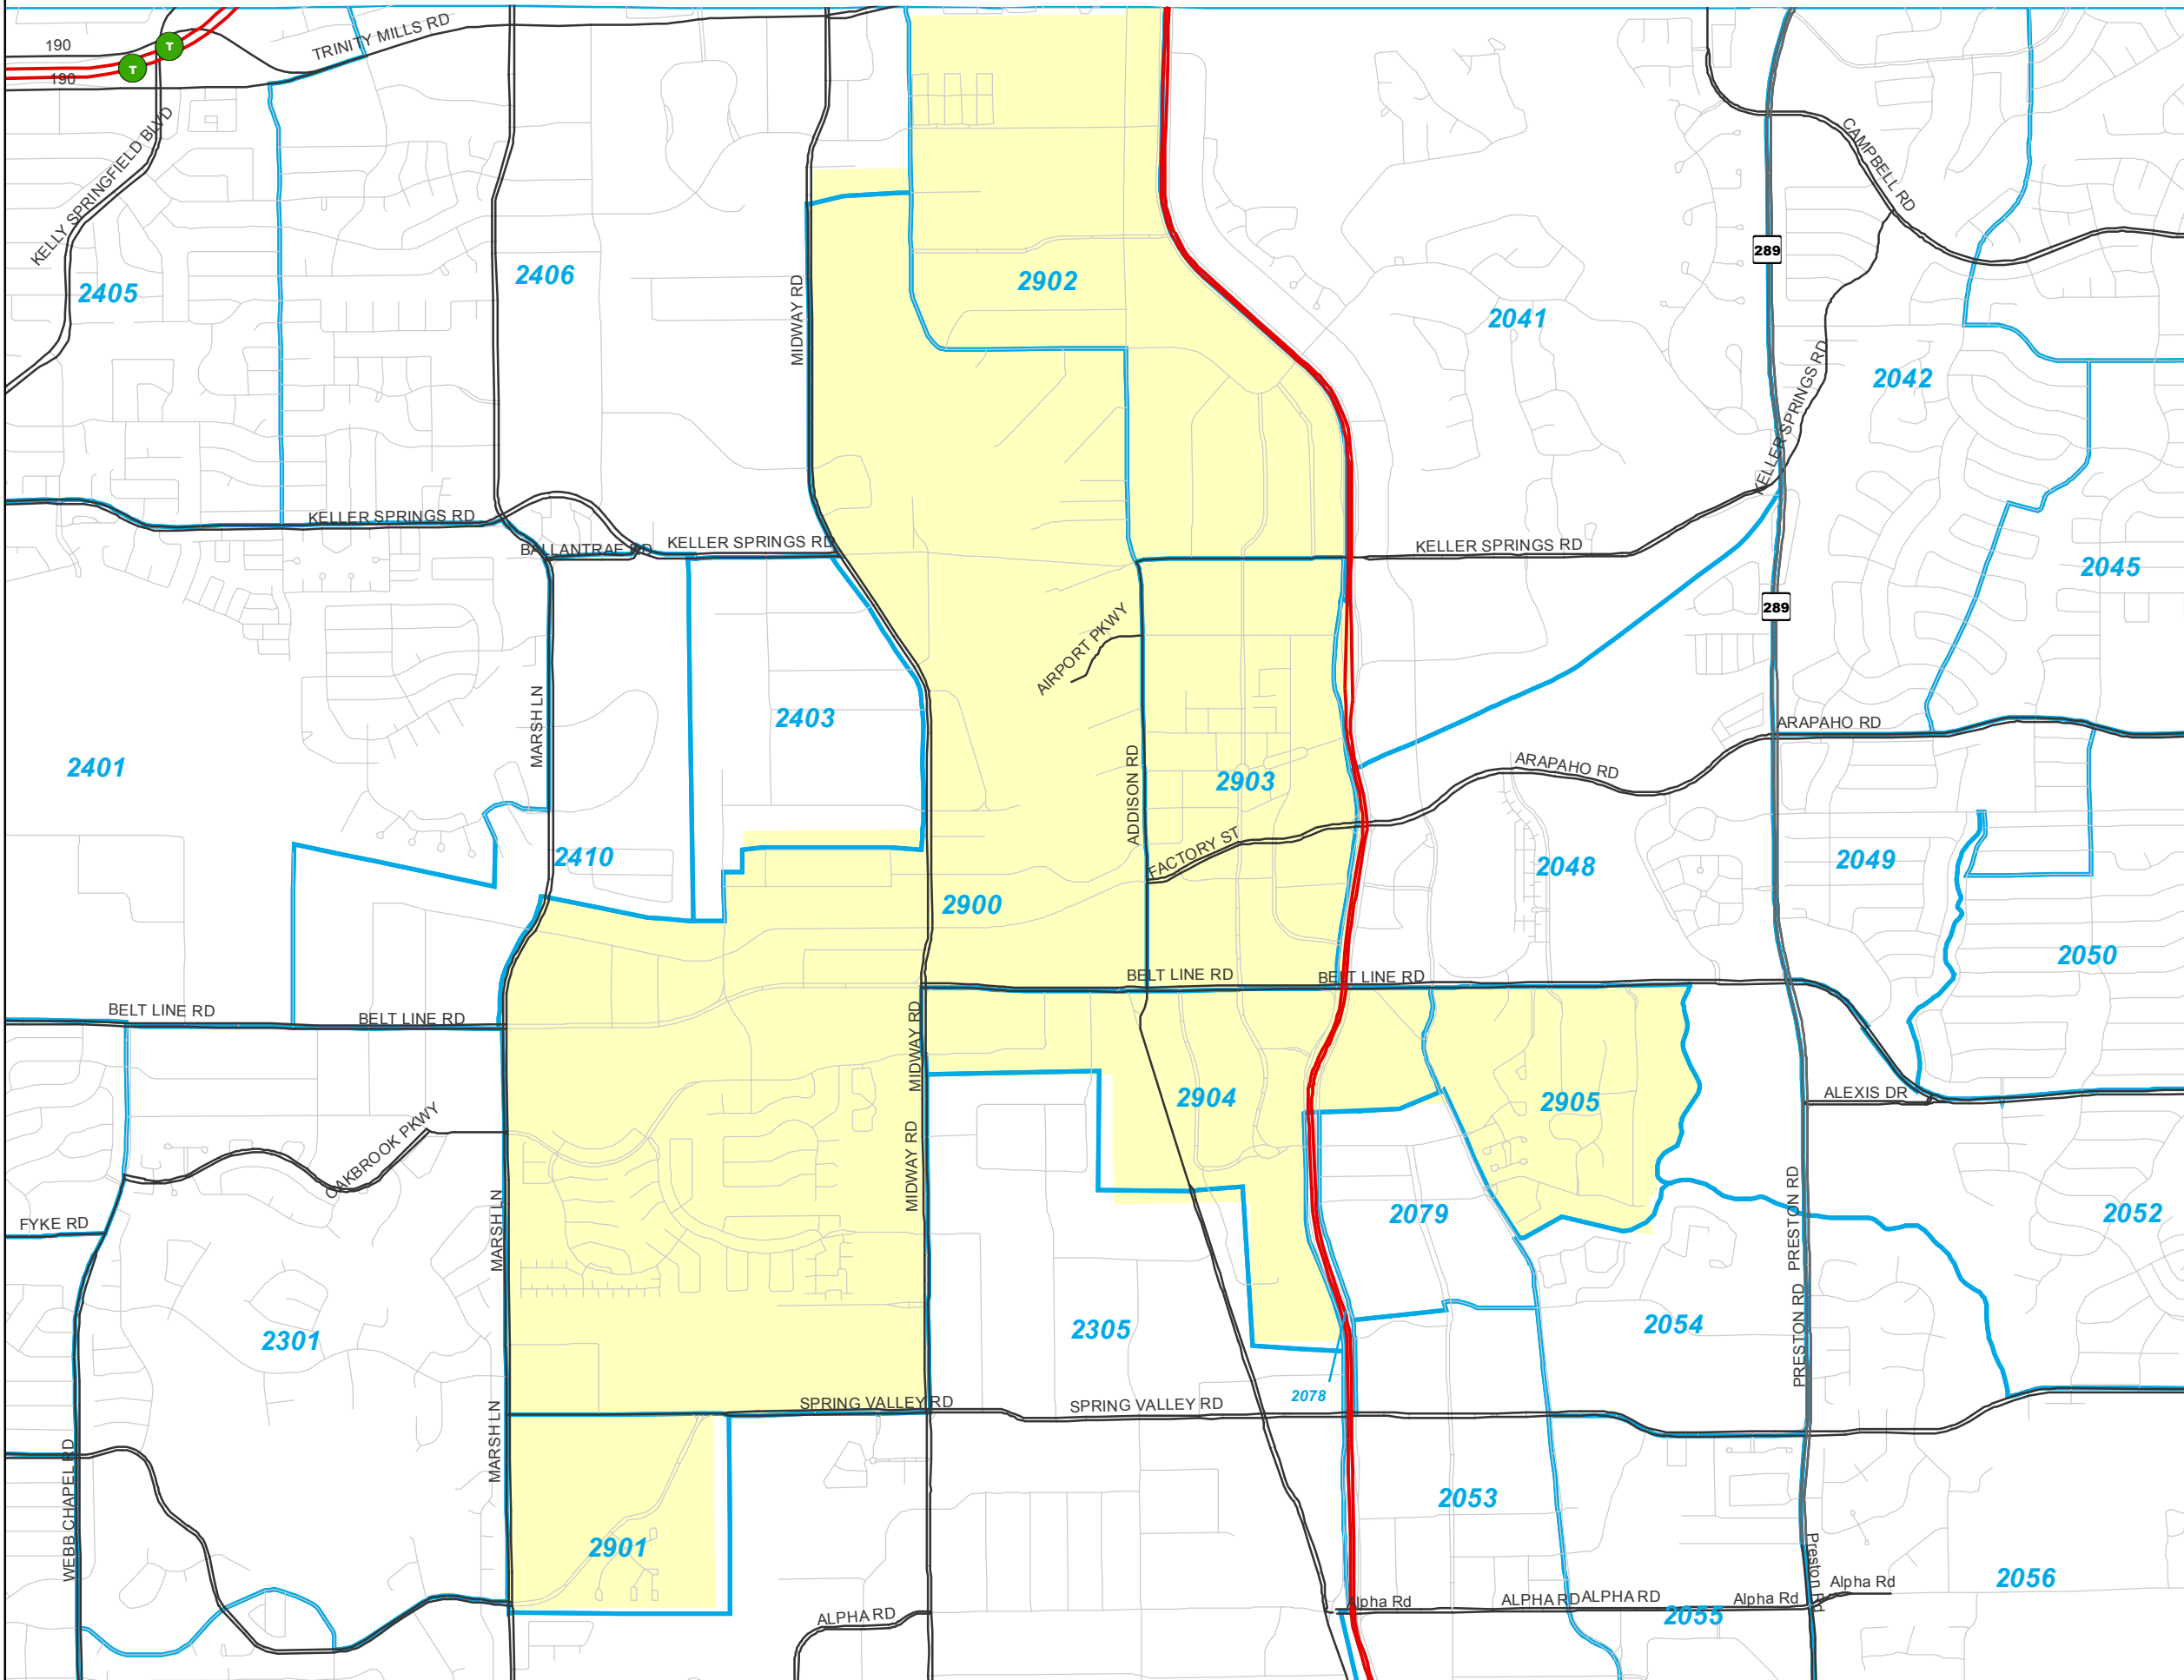 TRINITY MILLS RD
190
T
T
190
KELLY SPRINGFIELD BLVD
CAMPBELL RD
289
2405
2406
MIDWAY RD
2902
2041
2042
KELLER SPRINGS RD
KELLER SPRINGS RD
BALLANTRAE RD
KELLER SPRINGS RD
KELLER SPRINGS RD
2045
289
AIRPORT PKWY
MARSH LN
2403
2401
ADDISON RD
2903
ARAPAHO RD
ARAPAHO RD
FACTORY ST
2410
2048
2049
2900
2050
BELT LINE RD
BELT LINE RD
BELT LINE RD
BELT LINE RD
MIDWAY RD
2904
2905
ALEXIS DR
OAKBROOK PKWY
MIDWAY RD
FYKE RD
MARSH LN
2079
PRESTON RD
2052
2301
2305
2054
PRESTON RD
2078
SPRING VALLEY RD
SPRING VALLEY RD
MARSH LN
WEBB CHAPEL RD
2053
2901
Preston Rd
2056
Alpha Rd
Alpha Rd
ALPHA RD
ALPHA RD
Alpha Rd
2055
ALPHA RD